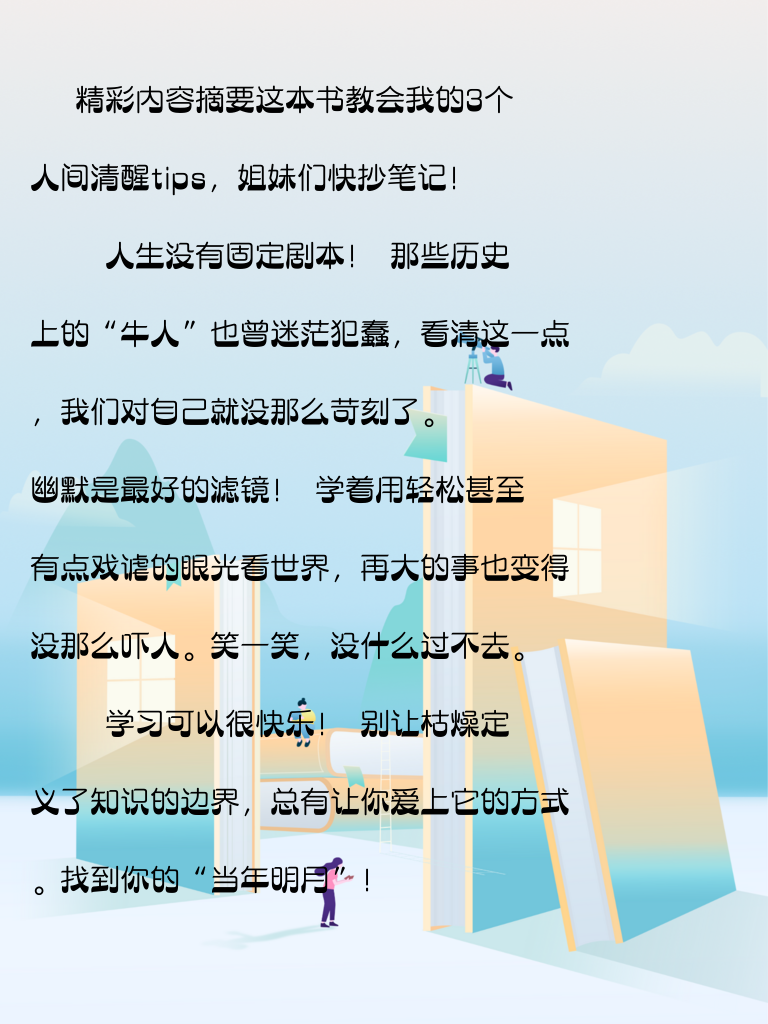 精彩内容摘要这本书教会我的3个
人间清醒tips，姐妹们快抄笔记！
人生没有固定剧本！ 那些历史
上的“牛人”也曾迷茫犯蠢，看清这一点
，我们对自己就没那么苛刻了。
幽默是最好的滤镜！ 学着用轻松甚至
有点戏谑的眼光看世界，再大的事也变得
没那么吓人。笑一笑，没什么过不去。
学习可以很快乐！ 别让枯燥定
义了知识的边界，总有让你爱上它的方式
。找到你的“当年明月”！